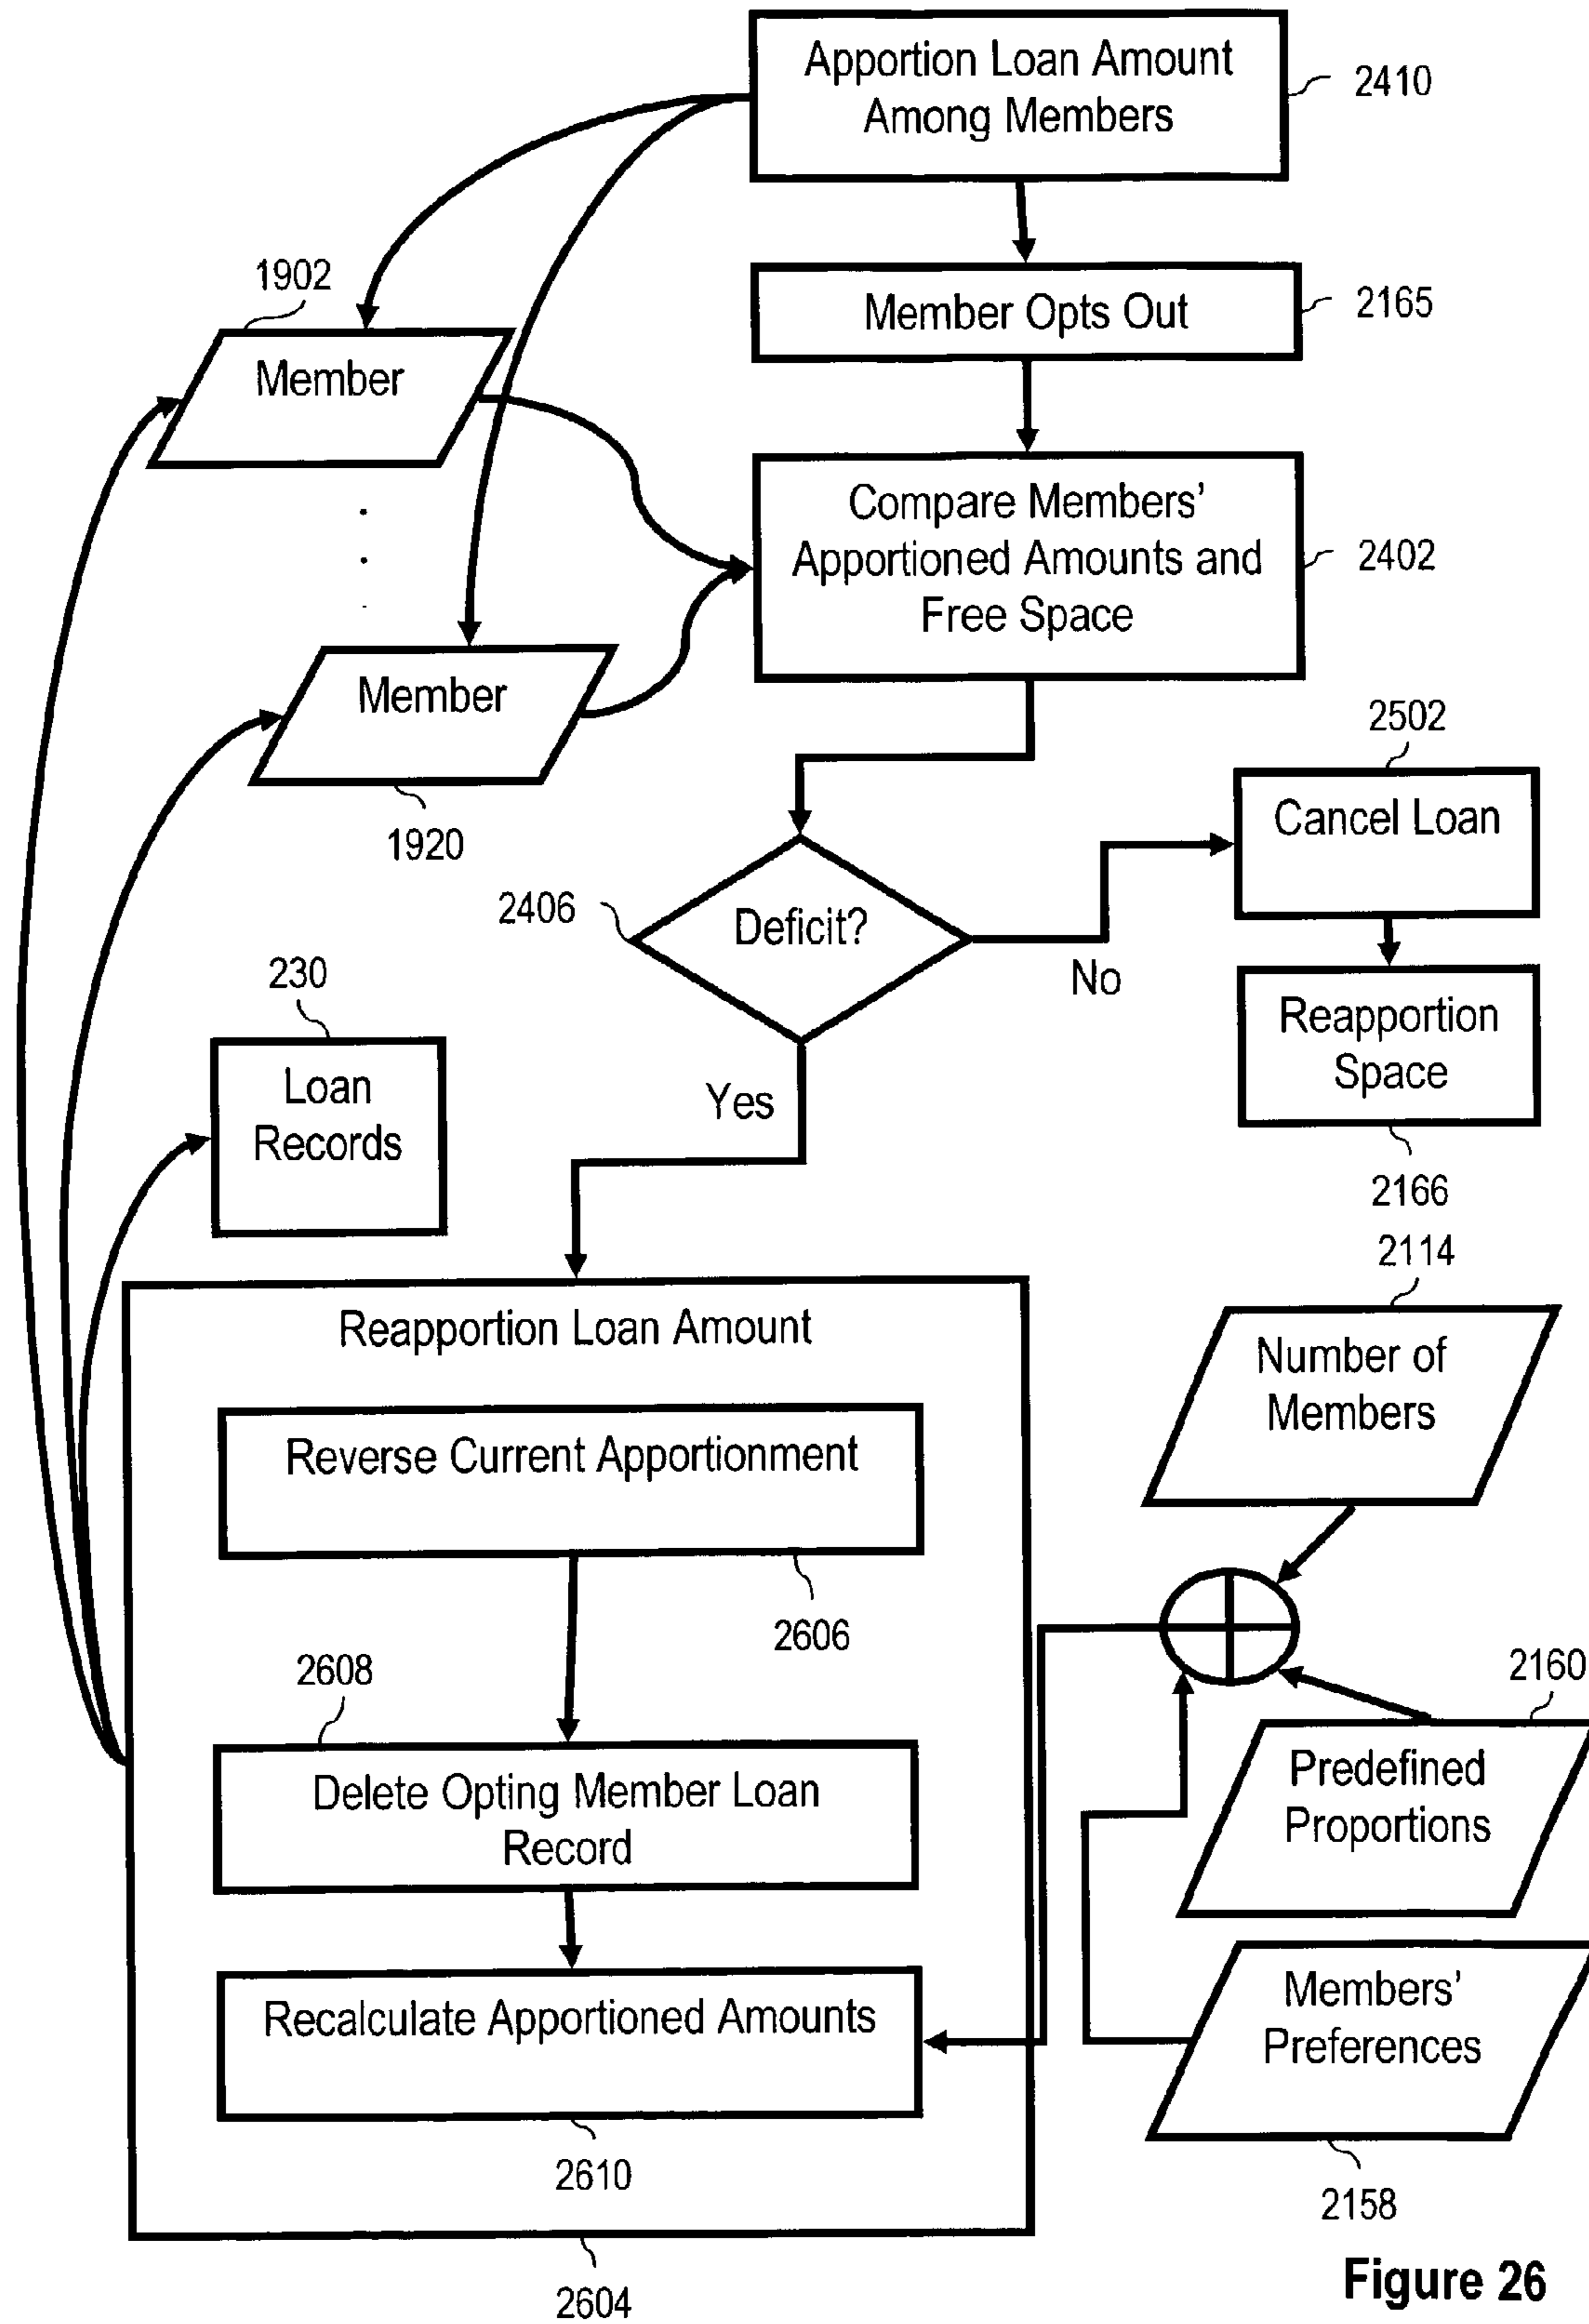 Apportion Loan Amount
Among Members
2410
Member Opts Out
2165
1902
Member
Compare Members’
Apportioned Amounts and
Free Space
2402
Member
1920
2502
Cancel Loan
2406
Deficit?
No
Reapportion
Space
2166
230
Loan
Records
Yes
2114
Number of
Members
Reapportion Loan Amount
Reverse Current Apportionment
2606
2608
Delete Opting Member Loan
Record
2160
Predefined
Proportions
Recalculate Apportioned Amounts
2610
Members’
Preferences
2158
2604
Figure 26